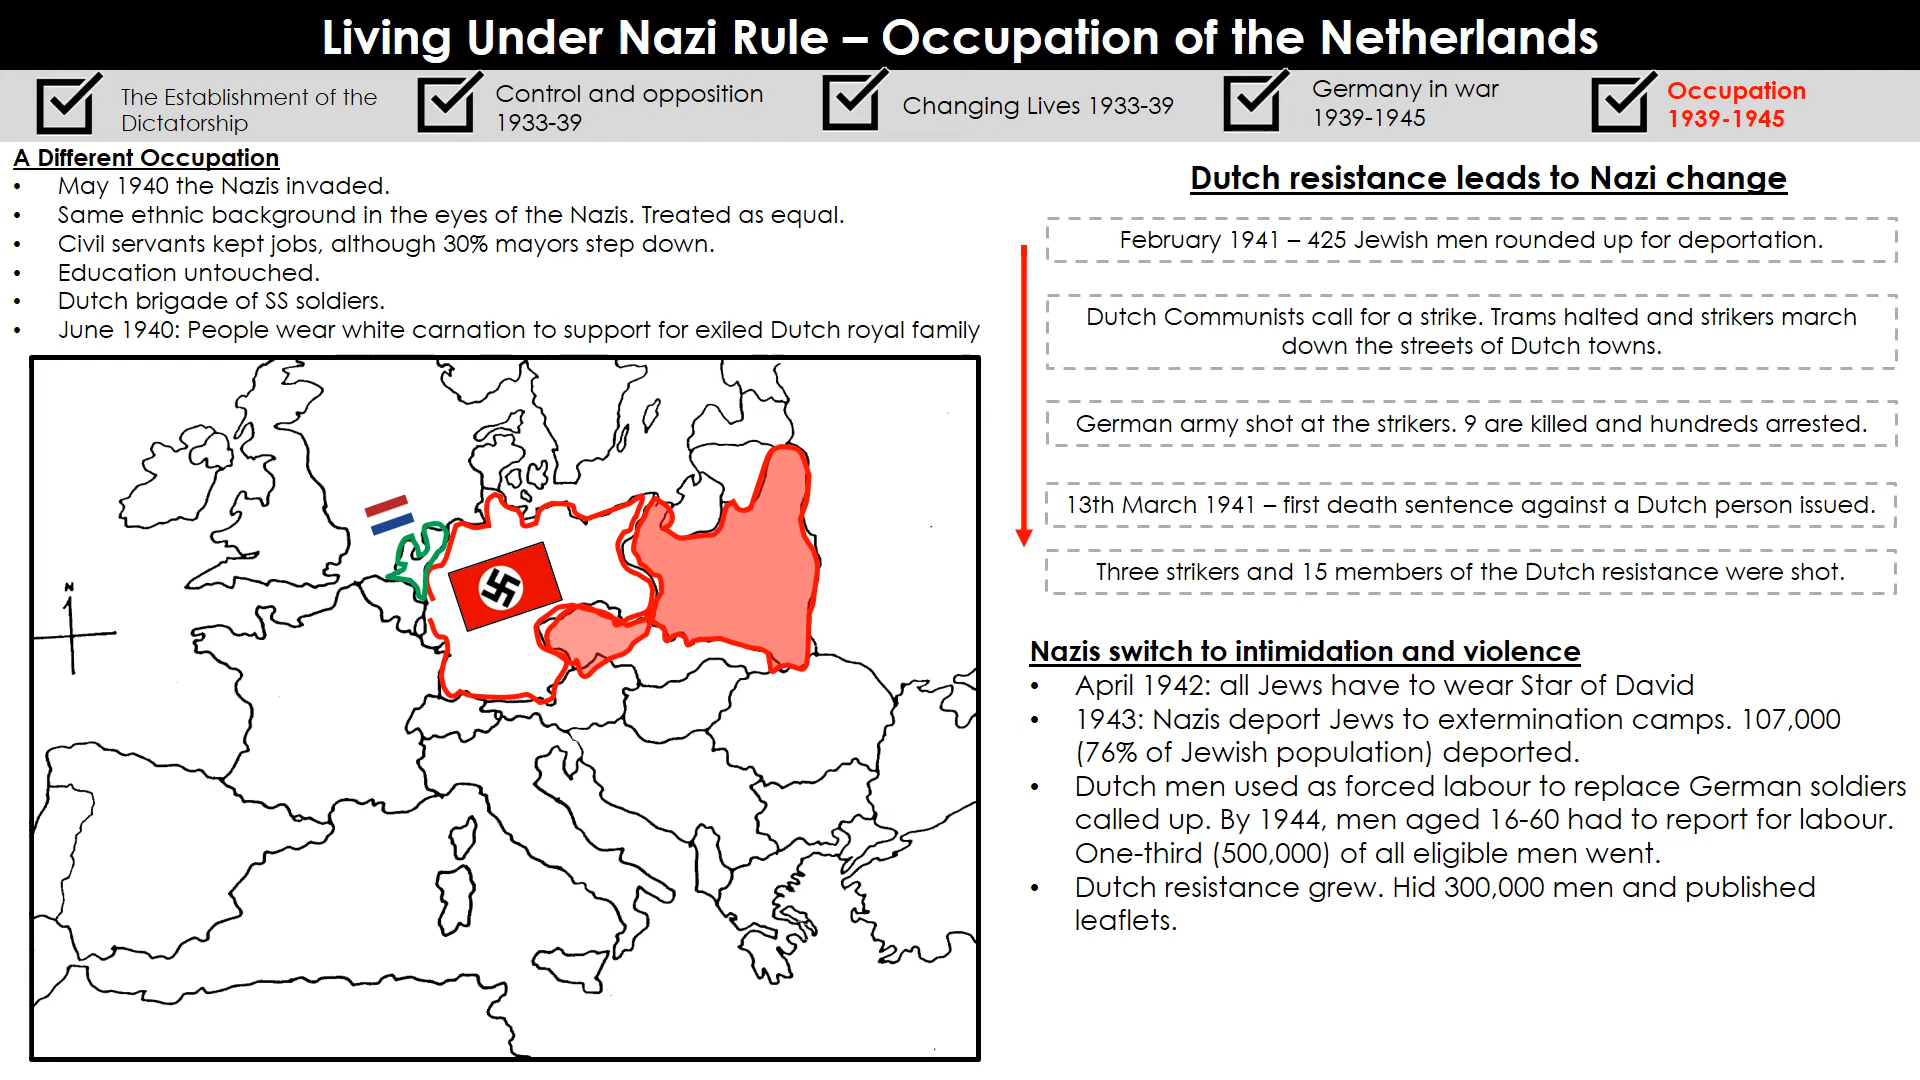 Living Under Nazi Rule – Occupation of the Netherlands
The Establishment of the
Dictatorship
Control and opposition
1933-39
Changing Lives 1933-39
Germany in war
1939-1945
Occupation
1939-1945
A Different Occupation
• May 1940 the Nazis invaded.
• Same ethnic background in the eyes of the Nazis. Treated as equal.
• Civil servants kept jobs, although 30% mayors step down.
• Education untouched.
• Dutch brigade of SS soldiers.
• June 1940: People wear white carnation to support for exiled Dutch royal family
N
Dutch resistance leads to Nazi change
February 1941 – 425 Jewish men rounded up for deportation.
Dutch Communists call for a strike. Trams halted and strikers march
down the streets of Dutch towns.
German army shot at the strikers. 9 are killed and hundreds arrested.
13th March 1941 – first death sentence against a Dutch person issued.
Three strikers and 15 members of the Dutch resistance were shot.
Nazis switch to intimidation and violence
• April 1942: all Jews have to wear Star of David
• 1943: Nazis deport Jews to extermination camps. 107,000
(76% of Jewish population) deported.
• Dutch men used as forced labour to replace German soldiers
called up. By 1944, men aged 16-60 had to report for labour.
One-third (500,000) of all eligible men went.
• Dutch resistance grew. Hid 300,000 men and published
leaflets.